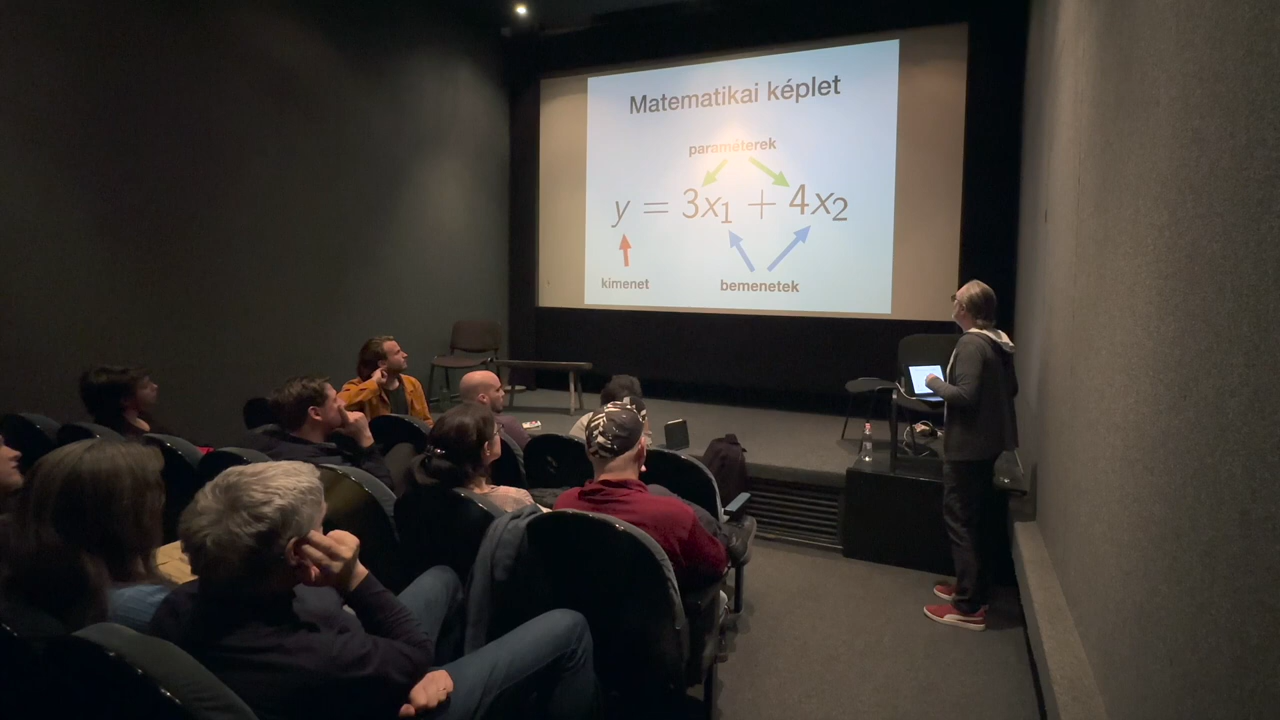 Matematikai képlet
paraméterek
y = 3x₁ + 4x₂
kimenet
bemenetek